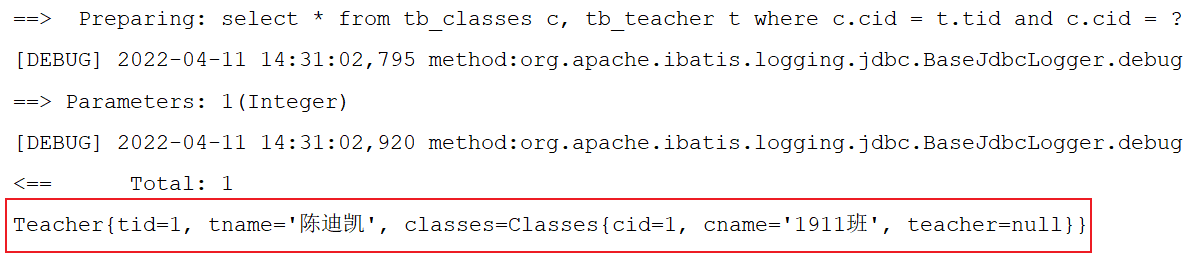 ==>  Preparing: select * from tb_classes c, tb_teacher t where c.cid = t.tid and c.cid = ?
[DEBUG] 2022-04-11 14:31:02,795 method:org.apache.ibatis.logging.jdbc.BaseJdbcLogger.debug
==> Parameters: 1(Integer)
[DEBUG] 2022-04-11 14:31:02,920 method:org.apache.ibatis.logging.jdbc.BaseJdbcLogger.debug
<==      Total: 1
Teacher{tid=1, tname='陈迪凯', classes=Classes{cid=1, cname='1911班', teacher=null}}